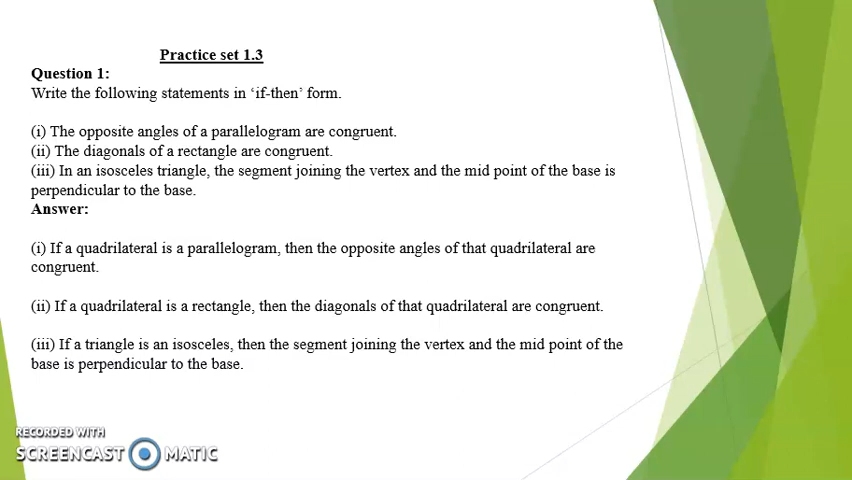 Practice set 1.3
Question 1:
Write the following statements in ‘if-then’ form.
(i) The opposite angles of a parallelogram are congruent.
(ii) The diagonals of a rectangle are congruent.
(iii) In an isosceles triangle, the segment joining the vertex and the mid point of the base is
perpendicular to the base.
Answer:
(i) If a quadrilateral is a parallelogram, then the opposite angles of that quadrilateral are
congruent.
(ii) If a quadrilateral is a rectangle, then the diagonals of that quadrilateral are congruent.
(iii) If a triangle is an isosceles, then the segment joining the vertex and the mid point of the
base is perpendicular to the base.
RECORDED WITH
SCREENCAST MATIC